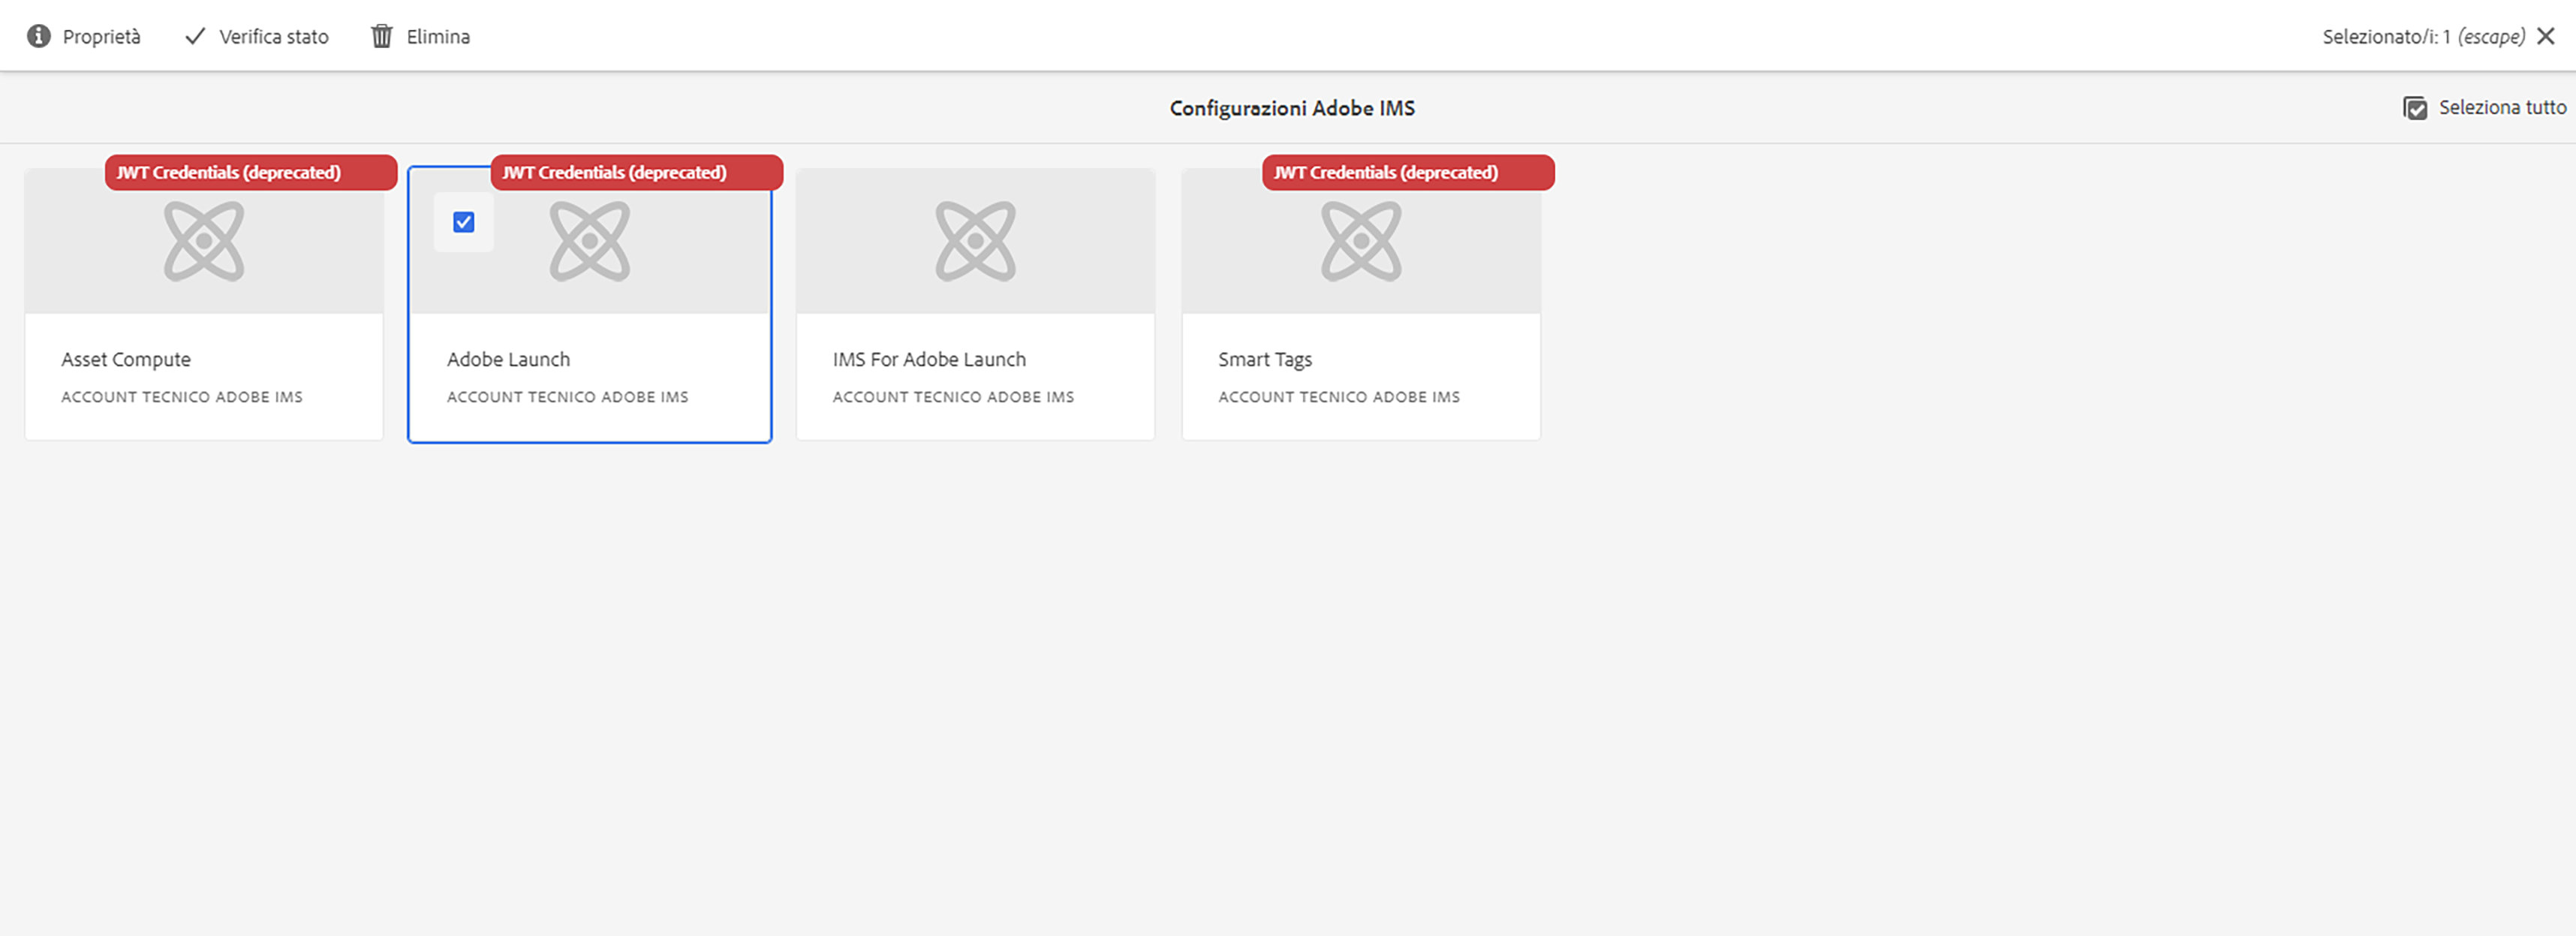 Proprietà Verifica stato Elimina Selezionato/i: 1 (escape)
Configurazioni Adobe IMS Seleziona tutto
JWT Credentials (deprecated) JWT Credentials (deprecated) JWT Credentials (deprecated)
Asset Compute Adobe Launch IMS For Adobe Launch Smart Tags
ACCOUNT TECNICO ADOBE IMS ACCOUNT TECNICO ADOBE IMS ACCOUNT TECNICO ADOBE IMS ACCOUNT TECNICO ADOBE IMS